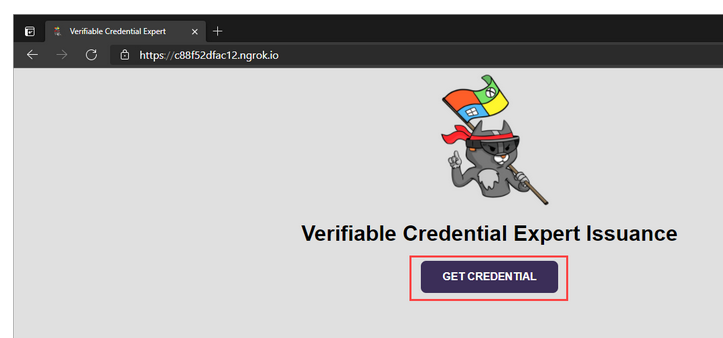 Verifiable Credential Expert
https://c88f52dfac12.ngrok.io
Verifiable Credential Expert Issuance
GET CREDENTIAL